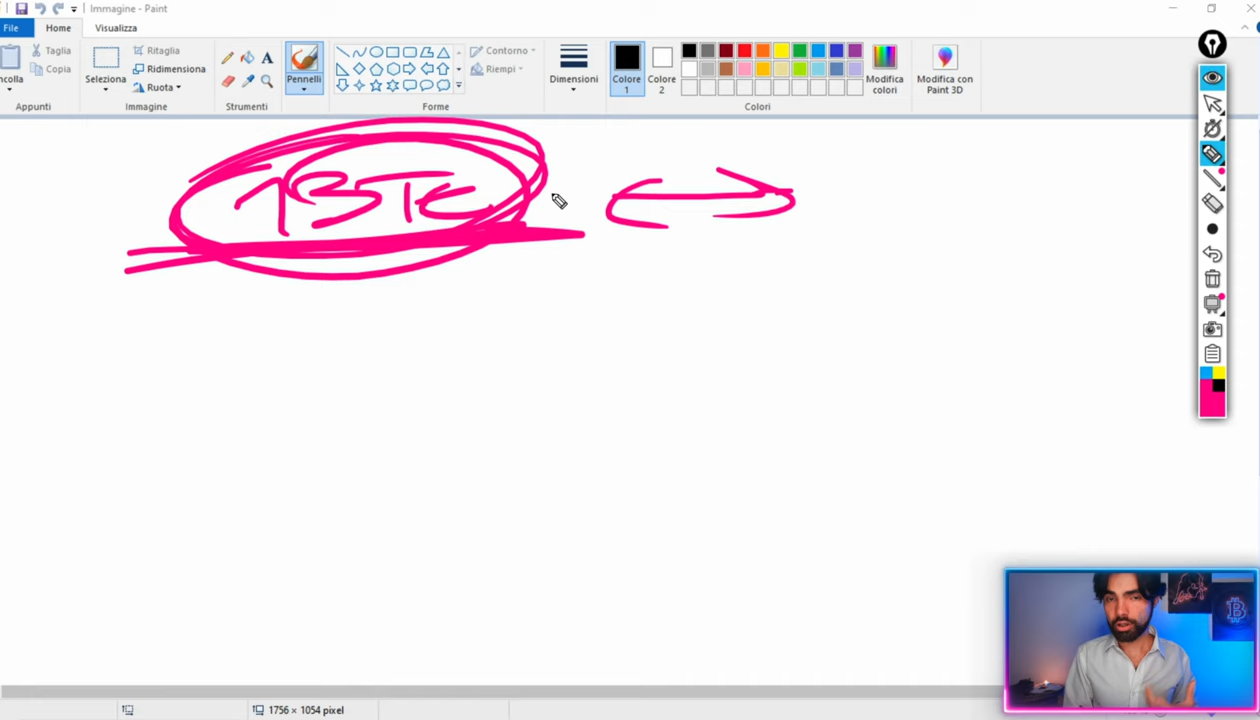 Immagine - Paint
File Home Visualizza
Taglia Ritaglia Contorno
Copia Ridimensiona Riempi
Ruota
Selezione Pennelli Dimensioni Colore 1 Colore 2 Modifica colori Modifica con Paint 3D
Appunti Immagine Strumenti Forme Colori
1BTC
1756 × 1054 pixel